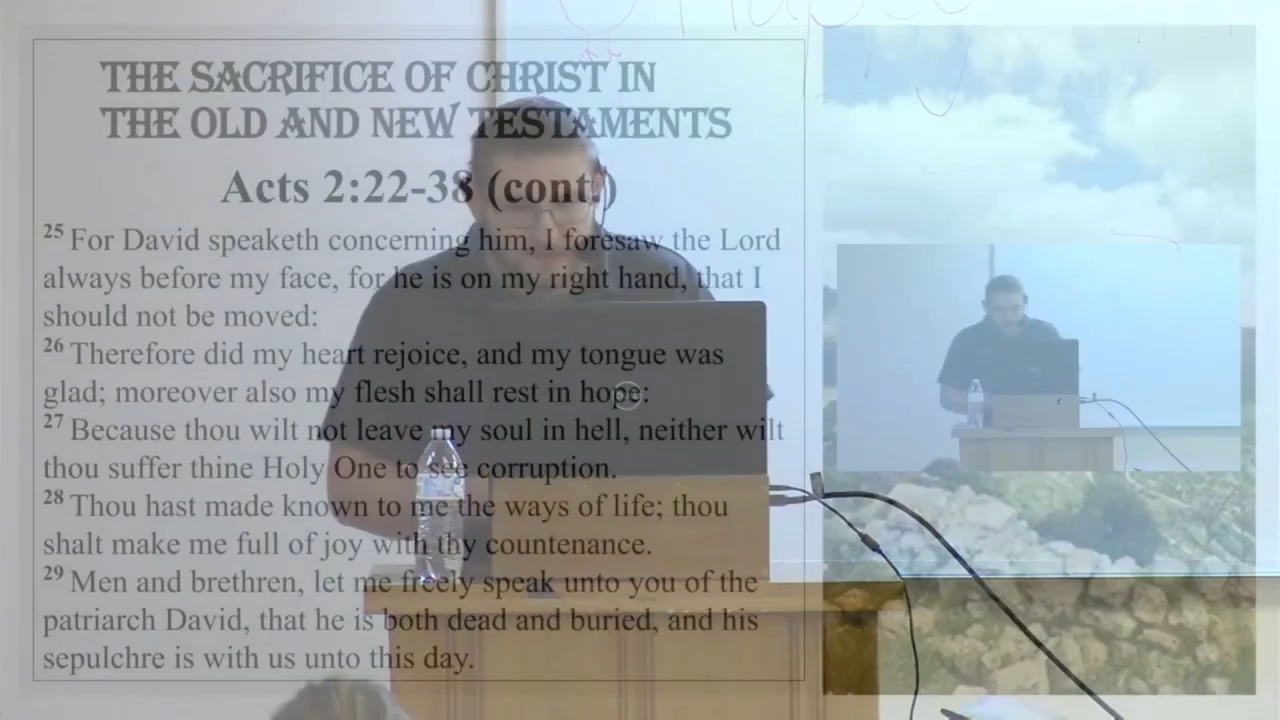 THE SACRIFICE OF CHRIST IN
THE OLD AND NEW TESTAMENTS
Acts 2:22-38 (cont.)
25 For David speaketh concerning him, I foresaw the Lord
always before my face, for he is on my right hand, that I
should not be moved:
26 Therefore did my heart rejoice, and my tongue was
glad; moreover also my flesh shall rest in hope:
27 Because thou wilt not leave my soul in hell, neither wilt
thou suffer thine Holy One to see corruption.
28 Thou hast made known to me the ways of life; thou
shalt make me full of joy with thy countenance.
29 Men and brethren, let me freely speak unto you of the
patriarch David, that he is both dead and buried, and his
sepulchre is with us unto this day.